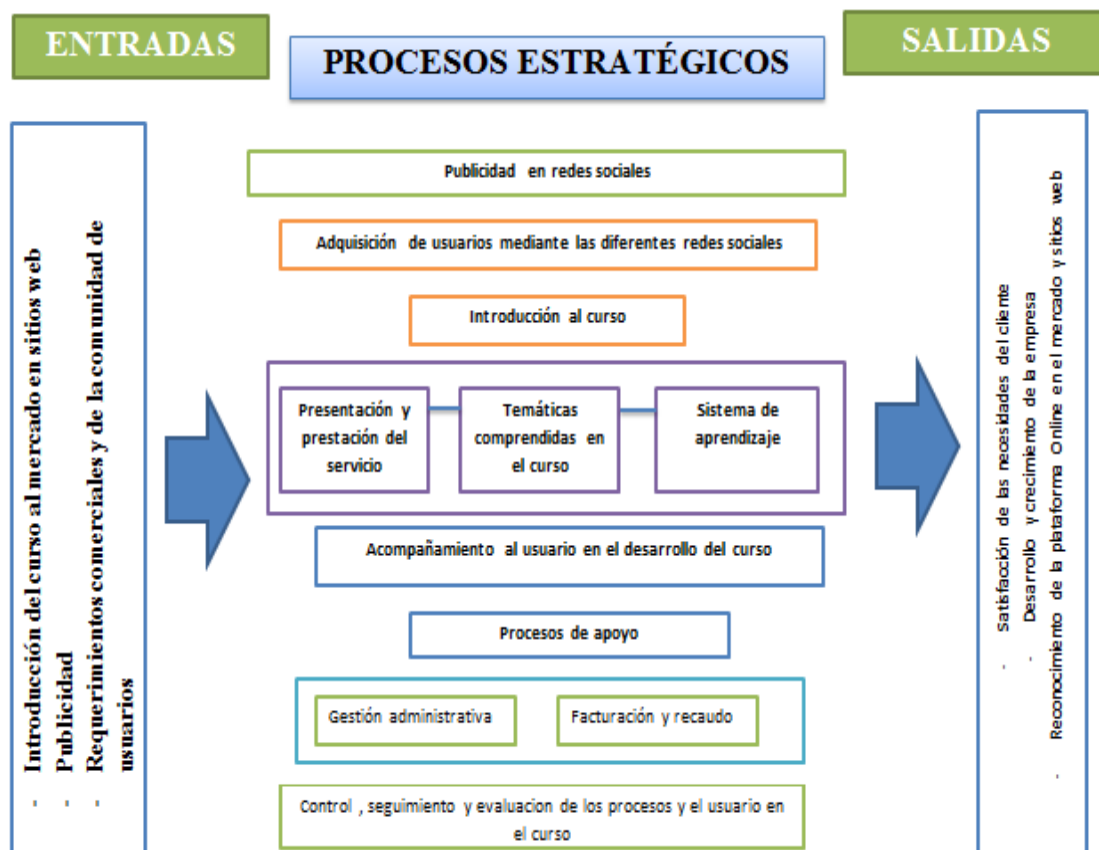 ENTRADAS
PROCESOS ESTRATÉGICOS
SALIDAS
- Introducción del curso al mercado en sitios web
- Publicidad
- Requerimientos comerciales y de la comunidad de
usuarios
Publicidad en redes sociales
Adquisición de usuarios mediante las diferentes redes sociales
Introducción al curso
Presentación y
prestación del
servicio
Temáticas
comprendidas en
el curso
Sistema de
aprendizaje
Acompañamiento al usuario en el desarrollo del curso
Procesos de apoyo
Gestión administrativa
Facturación y recaudo
Control , seguimiento y evaluacion de los procesos y el usuario en
el curso
- Satisfacción de las necesidades del cliente
- Desarrollo y crecimiento de la empresa
- Reconocimiento de la plataforma Online en el mercado y sitios web